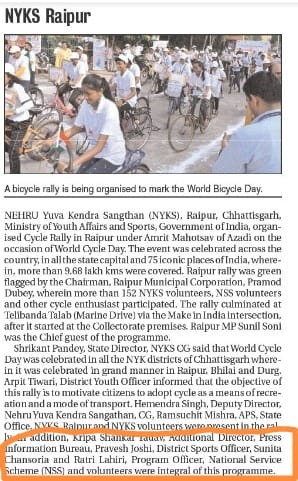 NYKS Raipur
A bicycle rally is being organised to mark the World Bicycle Day.
NEHRU Yuva Kendra Sangthan (NYKS), Raipur, Chhattisgarh,
Ministry of Youth Affairs and Sports, Government of India, organ-
ised Cycle Rally in Raipur under Amrit Mahotsav of Azadi on the
occasion of World Cycle Day. The event was celebrated across the
country, in all the state capital and 75 iconic places of India, where-
in, more than 9.68 lakh kms were covered. Raipur rally was green
flagged by the Chairman, Raipur Municipal Corporation, Pramod
Dubey, wherein more than 152 NYKS volunteers, NSS volunteers
and other cycle enthusiast participated. The rally culminated at
Telibanda Talab (Marine Drive) via the Make in India intersection,
after it started at the Collectorate premises. Raipur MP Sunil Soni
was the Chief guest of the programme.
Shrikant Pandey, State Director, NYKS CG said that World Cycle
Day was celebrated in all the NYK districts of Chhattisgarh where-
in it was celebrated in grand manner in Raipur, Bhilai and Durg.
Arpit Tiwari, District Youth Officer informed that the objective of
this rally is to motivate citizens to adopt cycle as a means of recre-
ation and a mode of transport. Hemendra Singh, Deputy Director,
Nehru Yuva Kendra Sangathan, CG, Ramsuchit Mishra, APS, State
Office, NYKS, Raipur and NYKS volunteers were present in the ral-
ly. In addition, Kripa Shankar Yadav, Additional Director, Press
Information Bureau, Pravesh Joshi, District Sports Officer, Sunita
Chansoria and Ratri Lahiri, Program Officer, National Service
Scheme (NSS) and volunteers were integral of this programme.